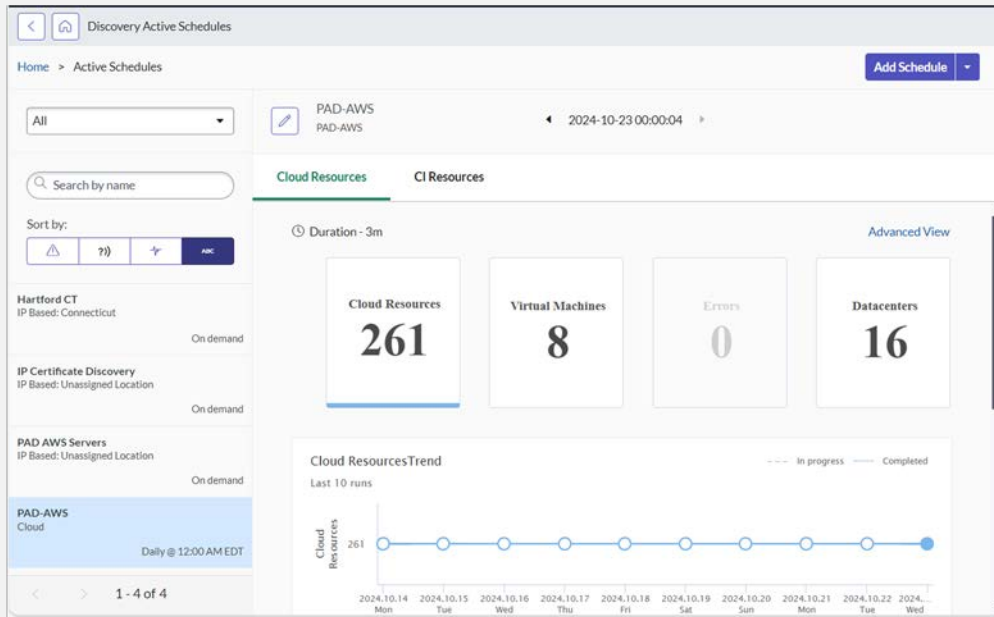 Discovery Active Schedules
Home > Active Schedules
Add Schedule
All
Search by name
Sort by:
?))
ABC
Hartford CT
IP Based: Connecticut
On demand
IP Certificate Discovery
IP Based: Unassigned Location
On demand
PAD AWS Servers
IP Based: Unassigned Location
On demand
PAD-AWS
Cloud
Daily @ 12:00 AM EDT
1 - 4 of 4
PAD-AWS
PAD-AWS
2024-10-23 00:00:04
Cloud Resources CI Resources
Duration - 3m
Advanced View
Cloud Resources
261
Virtual Machines
8
Errors
0
Datacenters
16
Cloud ResourcesTrend
In progress Completed
Last 10 runs
Cloud
Resources
261
2024.10.14 2024.10.15 2024.10.16 2024.10.17 2024.10.18 2024.10.19 2024.10.20 2024.10.21 2024.10.22 2024....
Mon Tue Wed Thu Fri Sat Sun Mon Tue Wed